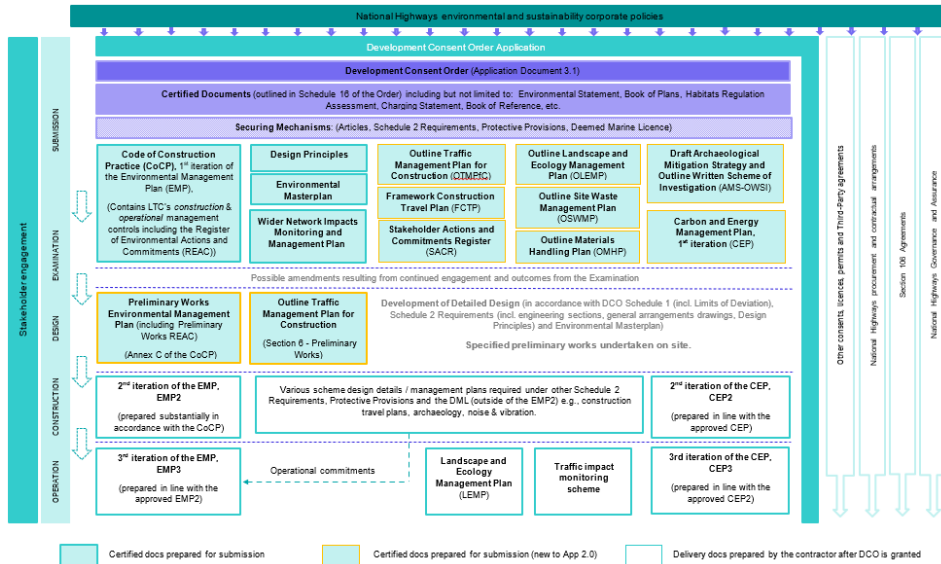 National Highways environmental and sustainability corporate policies
Stakeholder engagement
SUBMISSION
EXAMINATION
DESIGN
CONSTRUCTION
OPERATION
Development Consent Order Application
Development Consent Order (Application Document 3.1)
Certified Documents (outlined in Schedule 16 of the Order) including but not limited to: Environmental Statement, Book of Plans, Habitats Regulation
Assessment, Charging Statement, Book of Reference, etc.
Securing Mechanisms: (Articles, Schedule 2 Requirements, Protective Provisions, Deemed Marine Licence)
Code of Construction
Practice (CoCP), 1st iteration of
the Environmental Management
Plan (EMP),
(Contains LTC's construction &
operational management
controls including the
Register of Environmental Actions
and Commitments (REAC))
Design Principles
Environmental
Masterplan
Wider Network Impacts
Monitoring and
Management Plan
Outline Traffic
Management Plan for
Construction (OTMPfC)
Framework Construction
Travel Plan (FCTP)
Stakeholder Actions and
Commitments Register
(SACR)
Outline Landscape and
Ecology Management
Plan (OLEMP)
Outline Site Waste
Management Plan
(OSWMP)
Outline Materials
Handling Plan (OMHP)
Draft Archaeological
Mitigation Strategy and
Outline Written Scheme of
Investigation (AMS-OWSI)
Carbon and Energy
Management Plan,
1st iteration (CEP)
Possible amendments resulting from continued engagement and outcomes from the Examination
Preliminary Works
Environmental Management
Plan (including Preliminary
Works REAC)
(Annex C of the CoCP)
Outline Traffic
Management Plan for
Construction
(Section 6 - Preliminary
Works)
Development of Detailed Design (in accordance with DCO Schedule 1 (incl. Limits of Deviation),
Schedule 2 Requirements (incl. engineering sections, general arrangements drawings, Design
Principles) and Environmental Masterplan)
Specified preliminary works undertaken on site.
2nd iteration of the EMP,
EMP2
(prepared substantially in
accordance with the CoCP)
Various scheme design details / management plans required under other Schedule 2
Requirements, Protective Provisions and the DML (outside of the EMP2) e.g., construction
travel plans, archaeology, noise & vibration.
2nd iteration of the CEP,
CEP2
(prepared in line with the
approved CEP)
3rd iteration of the EMP,
EMP3
(prepared in line with the
approved EMP2)
Operational commitments
Landscape and
Ecology
Management Plan
(LEMP)
Traffic impact
monitoring
scheme
3rd iteration of the CEP,
CEP3
(prepared in line with the
approved CEP2)
Other consents, licences, permits and Third-Party agreements
National Highways procurement and contractual arrangements
Section 106 Agreements
National Highways Governance and Assurance
Certified docs prepared for submission
Certified docs prepared for submission (new to App 2.0)
Delivery docs prepared by the contractor after DCO is granted